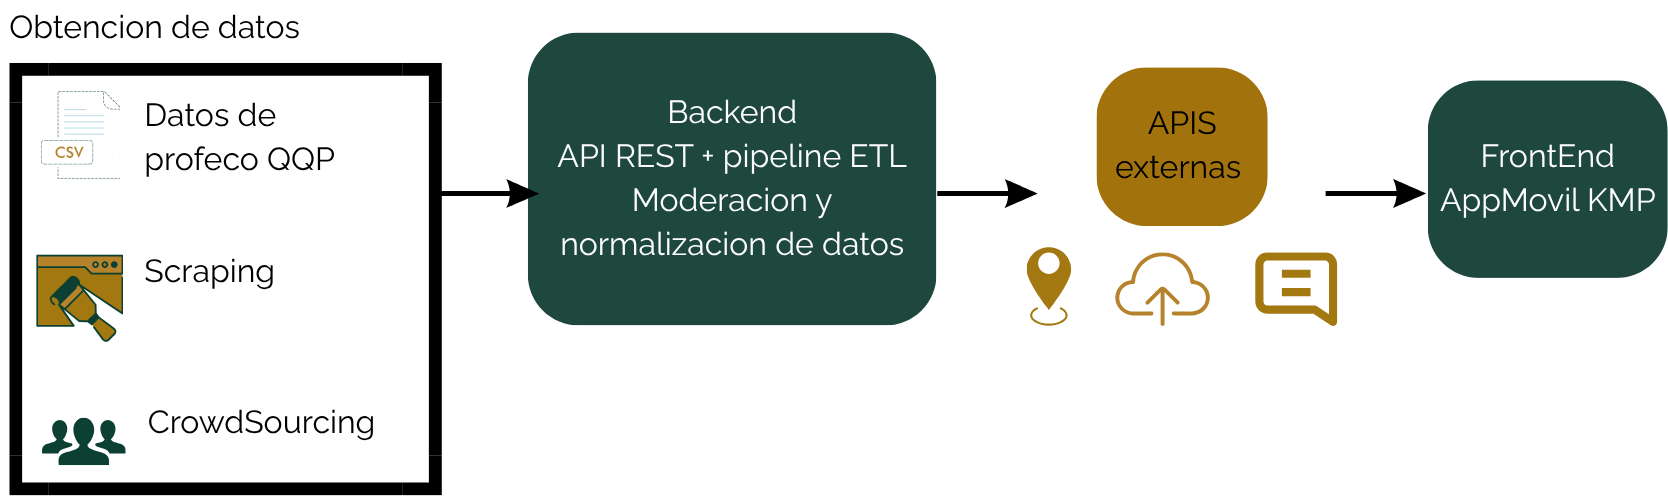 Obtencion de datos
CSV
Datos de
profeco QQP
Scraping
CrowdSourcing
Backend
API REST + pipeline ETL
Moderacion y
normalizacion de datos
APIS
externas
FrontEnd
AppMovil KMP